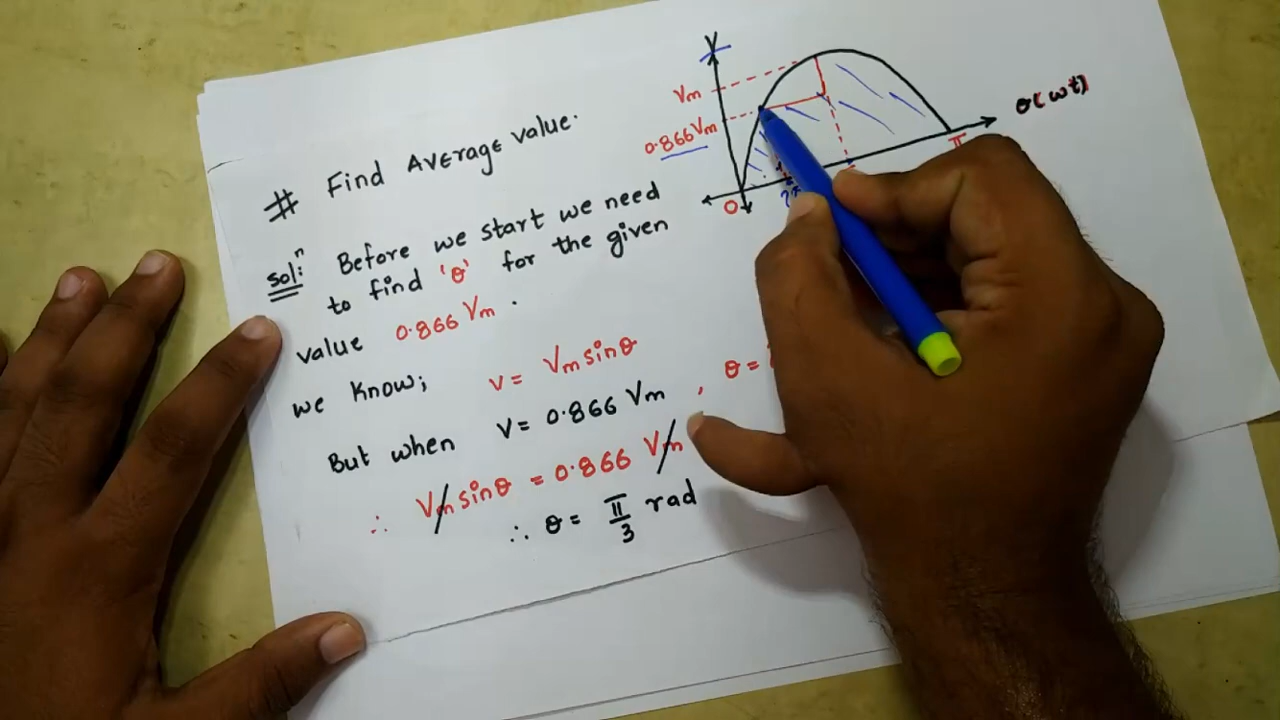 V
θ(ωt)
Vm
0.866Vm
π
0
# Find Average value.
solⁿ: Before we start we need
to find 'θ' for the given
value 0.866 Vm.
we know; v = Vm sinθ
But when v = 0.866 Vm , θ =
∴ Vm sinθ = 0.866 Vm
∴ θ = π/3 rad